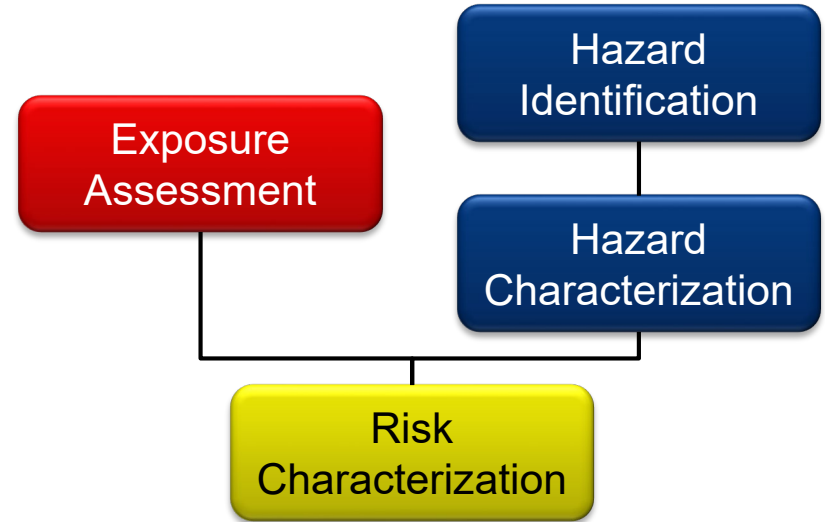 Hazard
Identification
Exposure
Assessment
Hazard
Characterization
Risk
Characterization